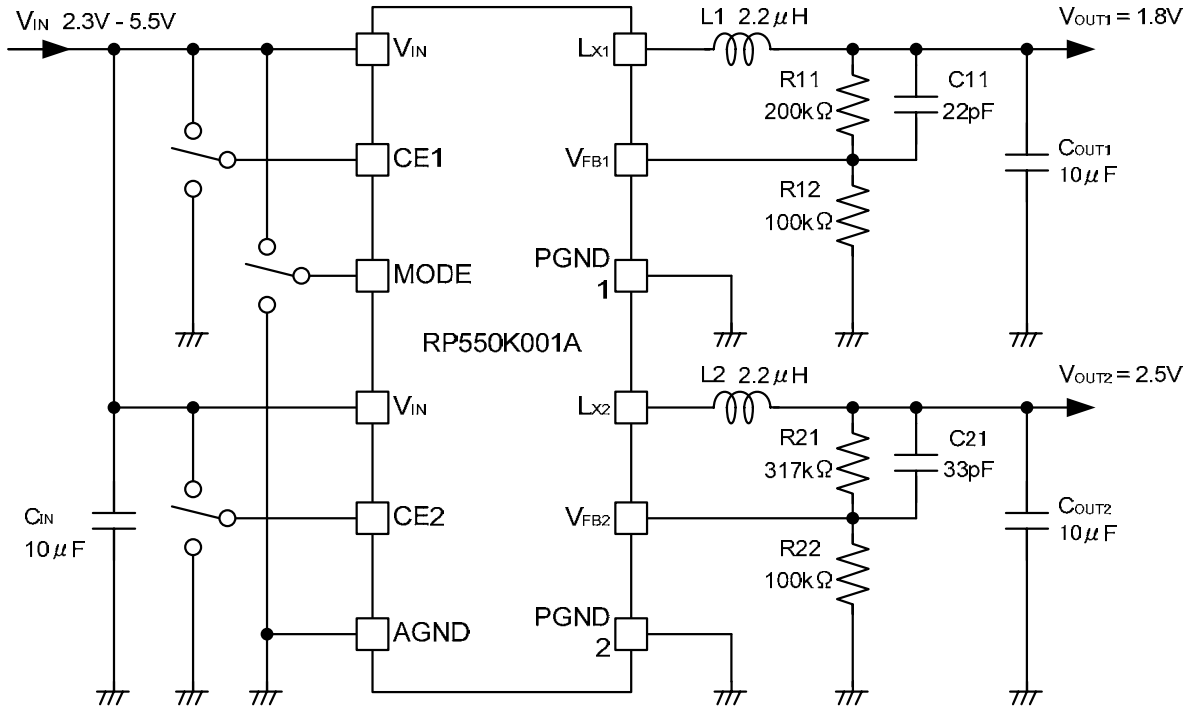 VIN 2.3V - 5.5V
L1 2.2μH
VOUT1 = 1.8V
VIN
LX1
R11
200kΩ
C11
22pF
CE1
VFB1
COUT1
10μF
R12
100kΩ
MODE
PGND
1
RP550K001A
L2 2.2μH
VOUT2 = 2.5V
VIN
LX2
R21
317kΩ
C21
33pF
CIN
10μF
CE2
VFB2
COUT2
10μF
R22
100kΩ
AGND
PGND
2